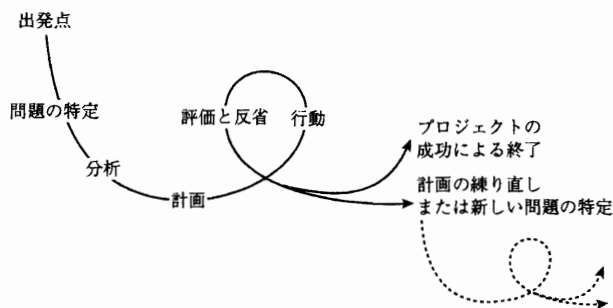 出発点
問題の特定
分析
計画
評価と反省
行動
プロジェクトの
成功による終了
計画の練り直し
または新しい問題の特定